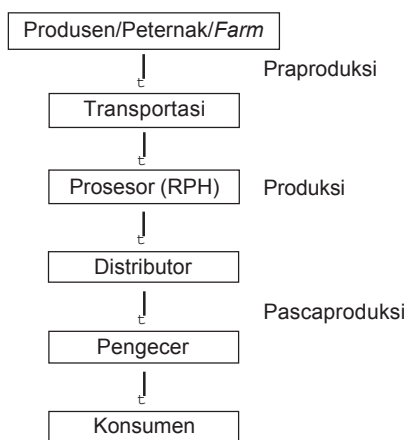 Produsen/Peternak/Farm
t
Praproduksi
Transportasi
t
Prosesor (RPH)
Produksi
t
Distributor
t
Pascaproduksi
Pengecer
t
Konsumen